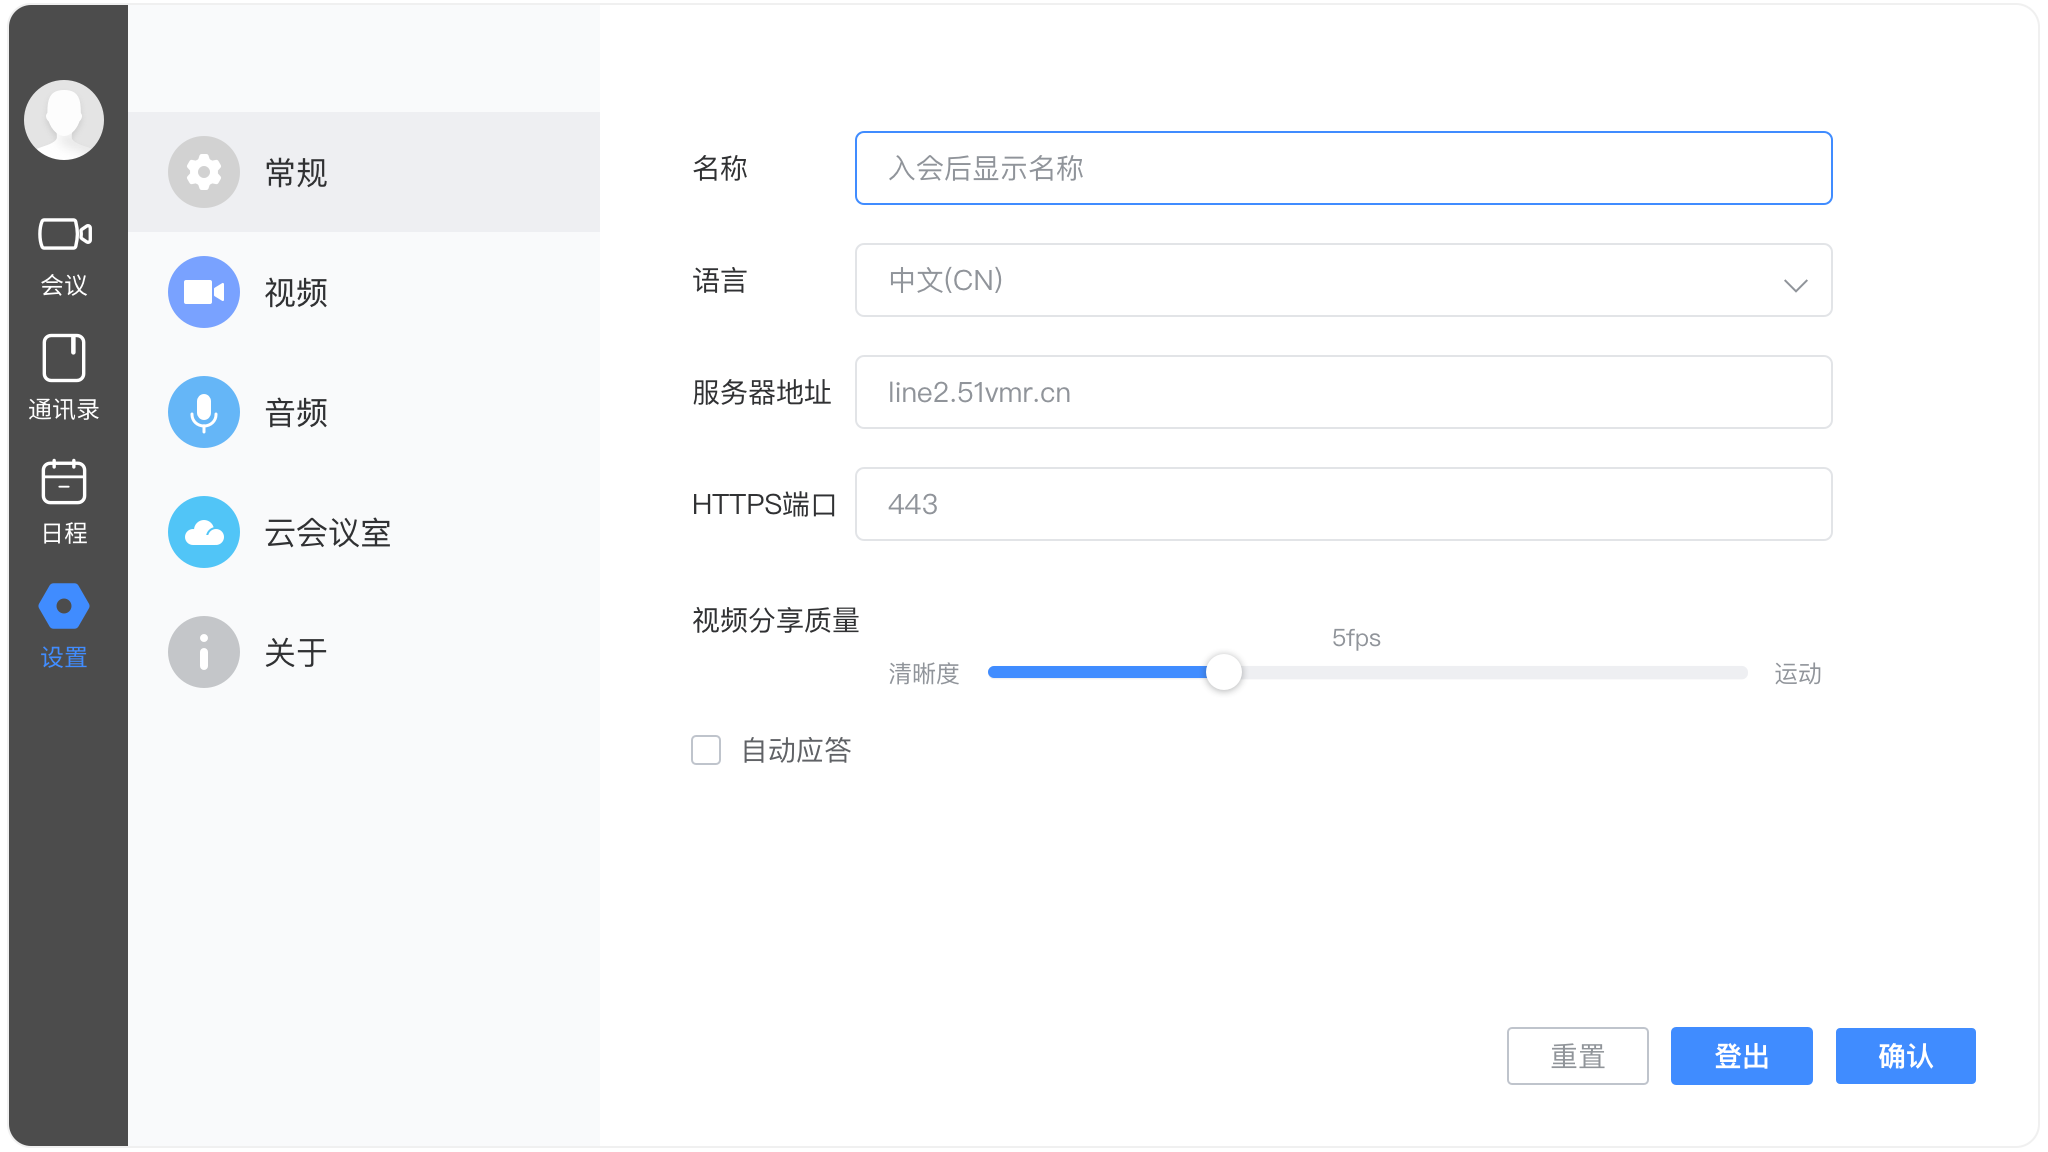 会议
通讯录
日程
设置
常规
视频
音频
云会议室
关于
名称
入会后显示名称
语言
中文(CN)
服务器地址
line2.51vmr.cn
HTTPS端口
443
视频分享质量
5fps
清晰度
运动
自动应答
重置
登出
确认